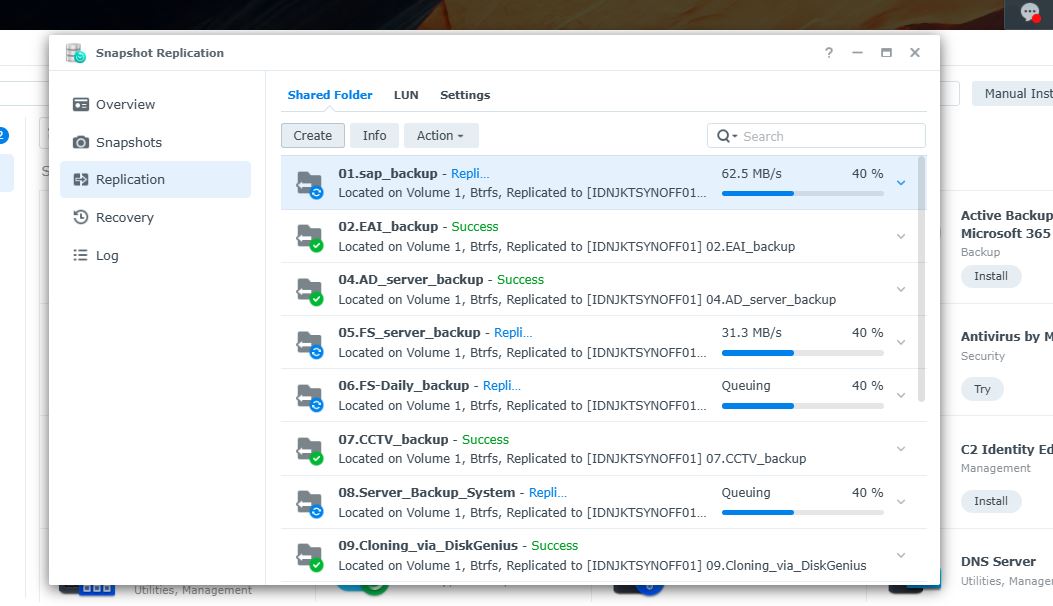 Snapshot Replication
?
Overview
Snapshots
Replication
Recovery
Log
Shared Folder LUN Settings
Create Info Action
Search
01.sap_backup - Repli... 62.5 MB/s 40 %
Located on Volume 1, Btrfs, Replicated to [IDNJKTSYNOFF01...
02.EAI_backup - Success
Located on Volume 1, Btrfs, Replicated to [IDNJKTSYNOFF01] 02.EAI_backup
04.AD_server_backup - Success
Located on Volume 1, Btrfs, Replicated to [IDNJKTSYNOFF01] 04.AD_server_backup
05.FS_server_backup - Repli... 31.3 MB/s 40 %
Located on Volume 1, Btrfs, Replicated to [IDNJKTSYNOFF01...
06.FS-Daily_backup - Repli... Queuing 40 %
Located on Volume 1, Btrfs, Replicated to [IDNJKTSYNOFF01...
07.CCTV_backup - Success
Located on Volume 1, Btrfs, Replicated to [IDNJKTSYNOFF01] 07.CCTV_backup
08.Server_Backup_System - Repli... Queuing 40 %
Located on Volume 1, Btrfs, Replicated to [IDNJKTSYNOFF01...
09.Cloning_via_DiskGenius - Success
Located on Volume 1, Btrfs, Replicated to [IDNJKTSYNOFF01] 09.Cloning_via_DiskGenius
2
Manual Inst
Active Backup
Microsoft 365
Backup
Install
Antivirus by M
Security
Try
C2 Identity Ed
Management
Install
DNS Server
Utilities, Manage
Utilities, Management